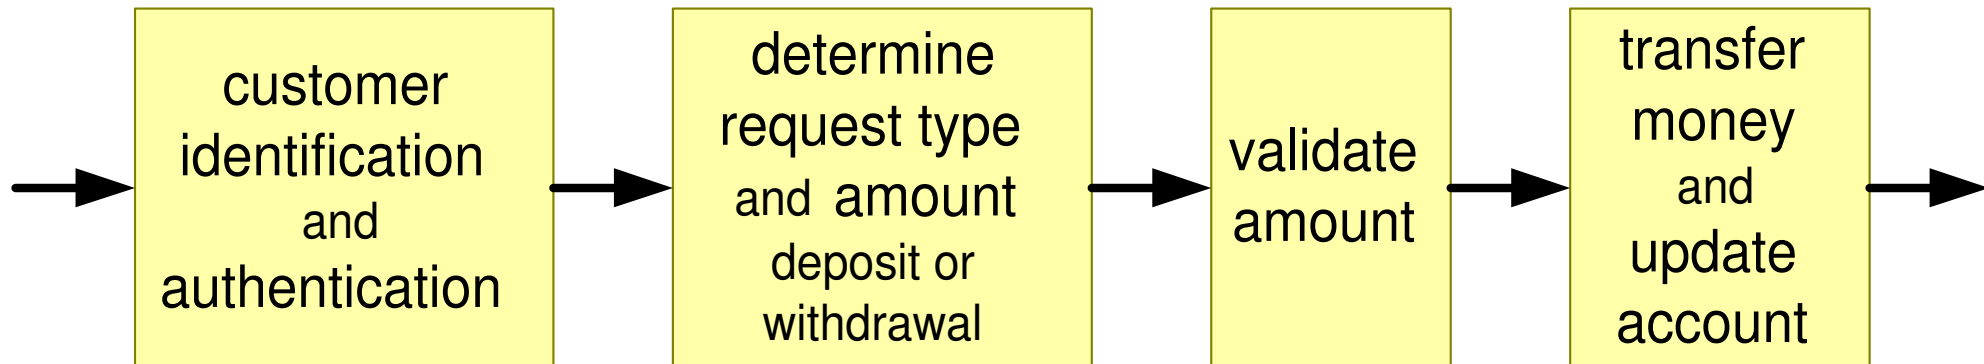 customer
identification
and
authentication
determine
request type
and amount
deposit or
withdrawal
validate
amount
transfer
money
and
update
account